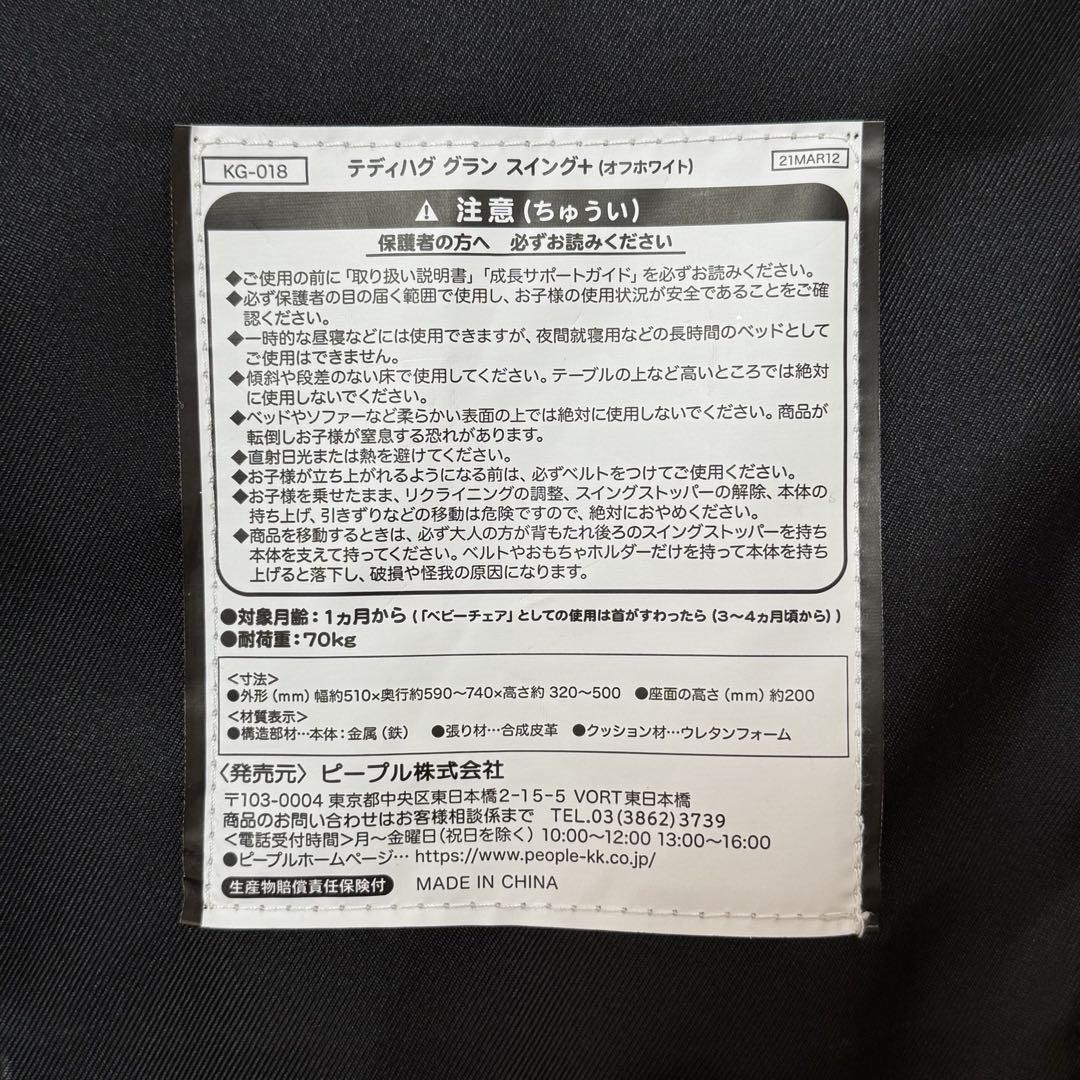 KG-018 テディハグ グラン スイング+(オフホワイト) 21MAR12
注意(ちゅうい)
保護者の方へ 必ずお読みください
◆ご使用の前に「取り扱い説明書」「成長サポートガイド」を必ずお読みください。
◆必ず保護者の目の届く範囲で使用し、お子様の使用状況が安全であることをご確
認ください。
◆一時的な昼寝などには使用できますが、夜間就寝用などの長時間のベッドとして
ご使用はできません。
◆傾斜や段差のない床で使用してください。テーブルの上など高いところでは絶対
に使用しないでください。
◆ベッドやソファーなど柔らかい表面の上では絶対に使用しないでください。商品が
転倒しお子様が窒息する恐れがあります。
◆直射日光または熱を避けてください。
◆お子様が立ち上がれるようになる前は、必ずベルトをつけてご使用ください。
◆お子様を乗せたまま、リクライニングの調整、スイングストッパーの解除、本体の
持ち上げ、引きずりなどの移動は危険ですので、絶対におやめください。
◆商品を移動するときは、必ず大人の方が背もたれ後ろのスイングストッパーを持ち
本体を支えて持ってください。ベルトやおもちゃホルダーだけを持って本体を持ち
上げると落下し、破損や怪我の原因になります。
●対象月齢:1ヵ月から(「ベビーチェア」としての使用は首がすわったら(3〜4ヵ月頃から))
●耐荷重:70kg
<寸法>
●外形(mm)幅約510×奥行約590〜740×高さ約 320〜500 ●座面の高さ(mm)約200
<材質表示>
●構造部材…本体:金属(鉄) ●張り材…合成皮革 ●クッション材…ウレタンフォーム
〈発売元〉ピープル株式会社
〒103-0004 東京都中央区東日本橋2-15-5 VORT東日本橋
商品のお問い合わせはお客様相談係まで TEL.03(3862)3739
<電話受付時間>月〜金曜日(祝日を除く)10:00〜12:00 13:00〜16:00
●ピープルホームページ…https://www.people-kk.co.jp/
生産物賠償責任保険付 MADE IN CHINA